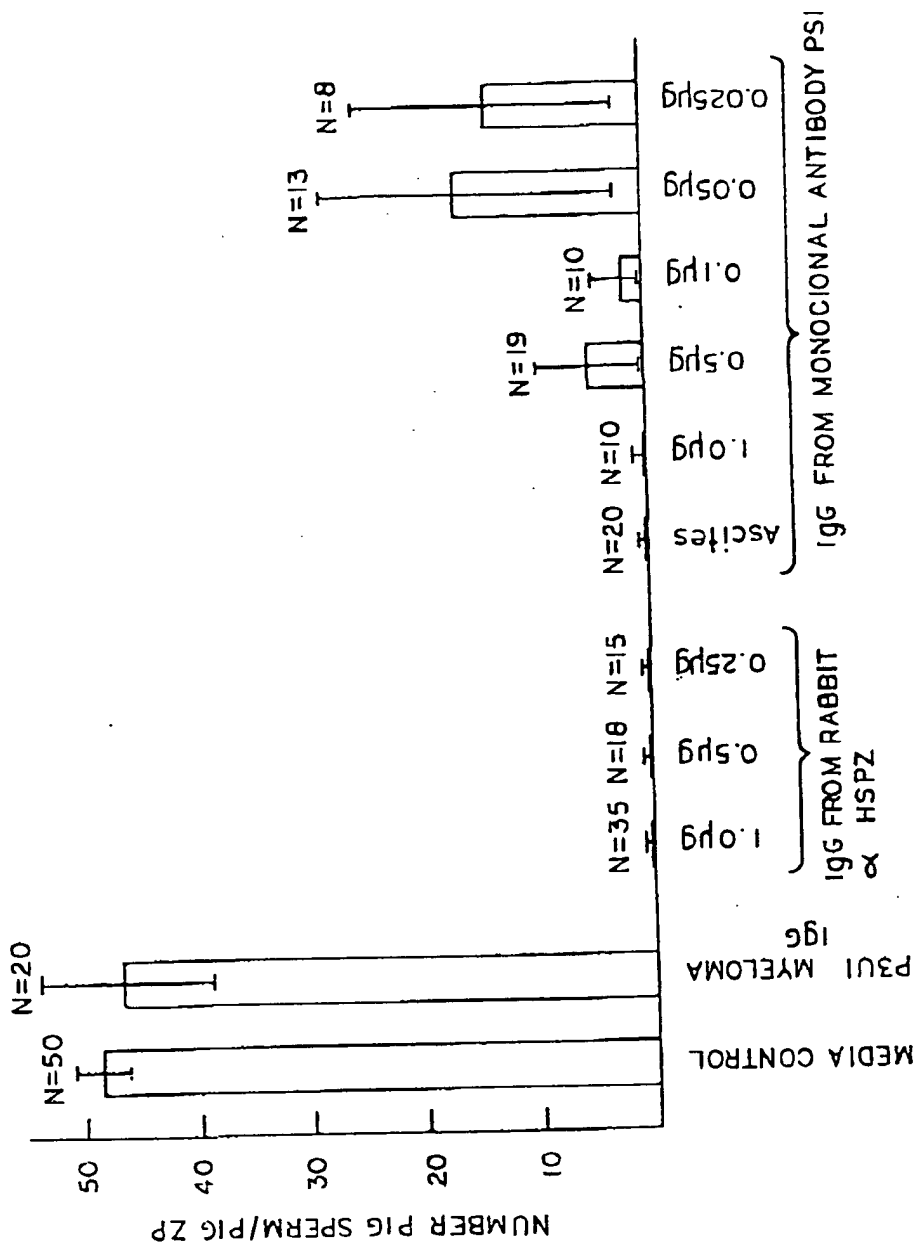 NUMBER PIG SPERM/PIG ZP
50
40
30
20
10
N=50
N=20
N=35
N=18
N=15
N=20
N=10
N=19
N=10
N=13
N=8
MEDIA CONTROL
P3U1 MYELOMA
IgG
1.0µg
0.5µg
0.25µg
Ascites
1.0µg
0.5µg
0.1µg
0.05µg
0.025µg
IgG FROM RABBIT
α HSPZ
IgG FROM MONOCIONAL ANTIBODY PSI